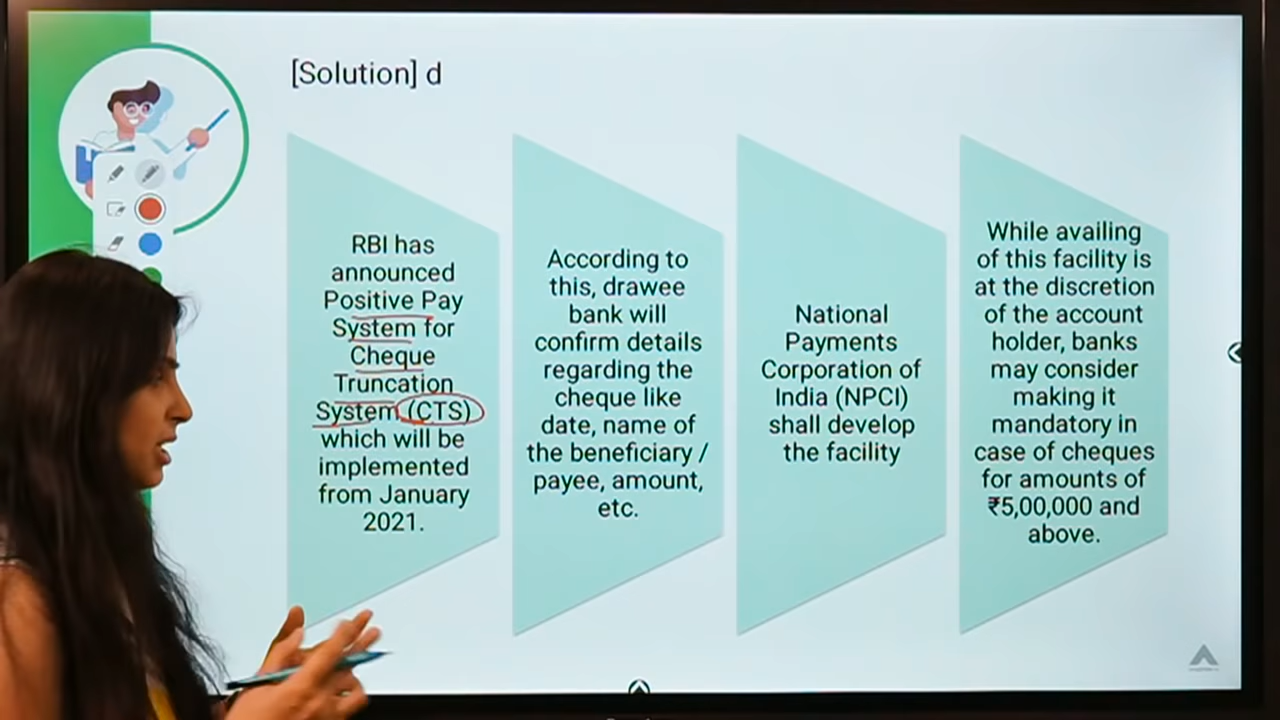 [Solution] d
RBI has
announced
Positive Pay
System for
Cheque
Truncation
System (CTS)
which will be
implemented
from January
2021.
According to
this, drawee
bank will
confirm details
regarding the
cheque like
date, name of
the beneficiary /
payee, amount,
etc.
National
Payments
Corporation of
India (NPCI)
shall develop
the facility
While availing
of this facility is
at the discretion
of the account
holder, banks
may consider
making it
mandatory in
case of cheques
for amounts of
₹5,00,000 and
above.